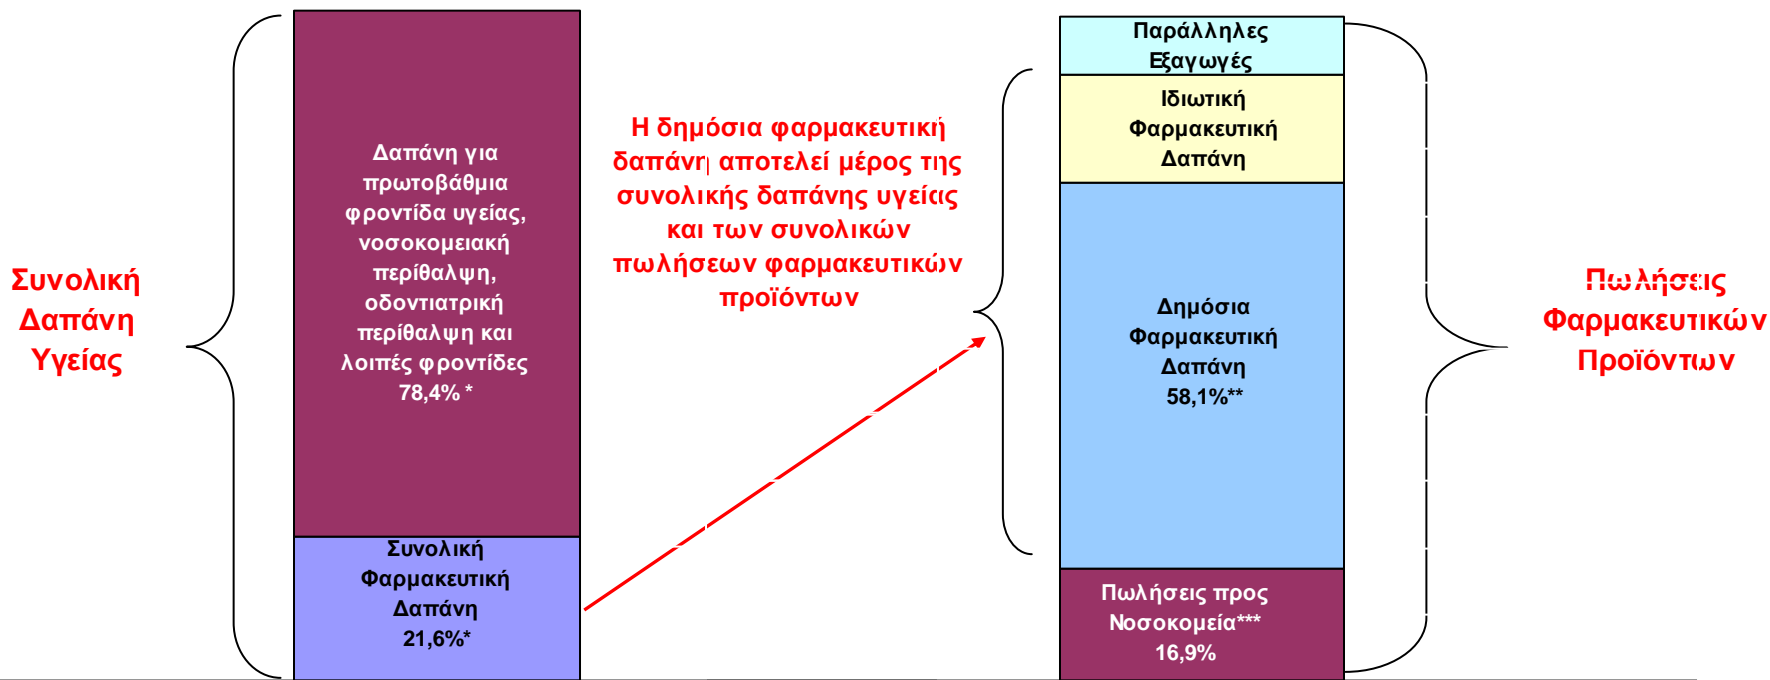 Συνολική
Δαπάνη
Υγείας
Δαπάνη για
πρωτοβάθμια
φροντίδα υγείας,
νοσοκομειακή
περίθαλψη,
οδοντιατρική
περίθαλψη και
λοιπές φροντίδες
78,4% *
Συνολική
Φαρμακευτική
Δαπάνη
21,6%*
Η δημόσια φαρμακευτική
δαπάνη αποτελεί μέρος της
συνολικής δαπάνης υγείας
και των συνολικών
πωλήσεων φαρμακευτικών
προϊόντων
Παράλληλες
Εξαγωγές
Ιδιωτική
Φαρμακευτική
Δαπάνη
Δημόσια
Φαρμακευτική
Δαπάνη
58,1%**
Πωλήσεις προς
Νοσοκομεία***
16,9%
Πωλήσεις
Φαρμακευτικών
Προϊόντων